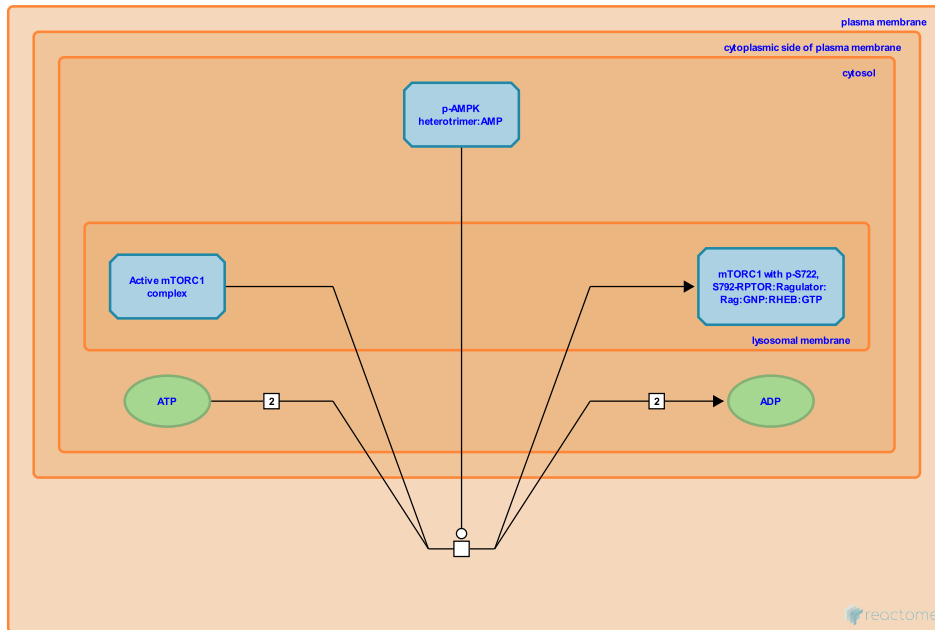 plasma membrane
cytoplasmic side of plasma membrane
cytosol
p-AMPK
heterotrimer:AMP
Active mTORC1
complex
mTORC1 with p-S722,
S792-RPTOR:Ragulator:
Rag:GNP:RHEB:GTP
lysosomal membrane
ATP
2
2
ADP
reactome